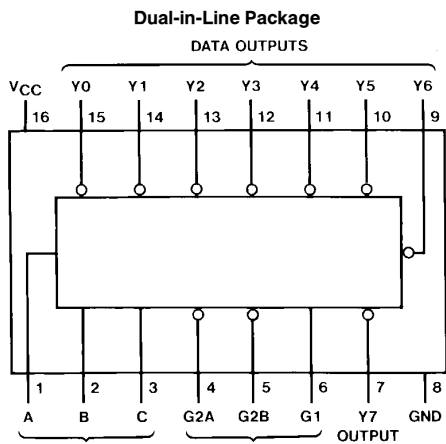 Dual-in-Line Package
DATA OUTPUTS
VCC Y0 Y1 Y2 Y3 Y4 Y5 Y6
16 15 14 13 12 11 10 9
1 2 3 4 5 6 7 8
A B C G2A G2B G1 Y7 GND
OUTPUT